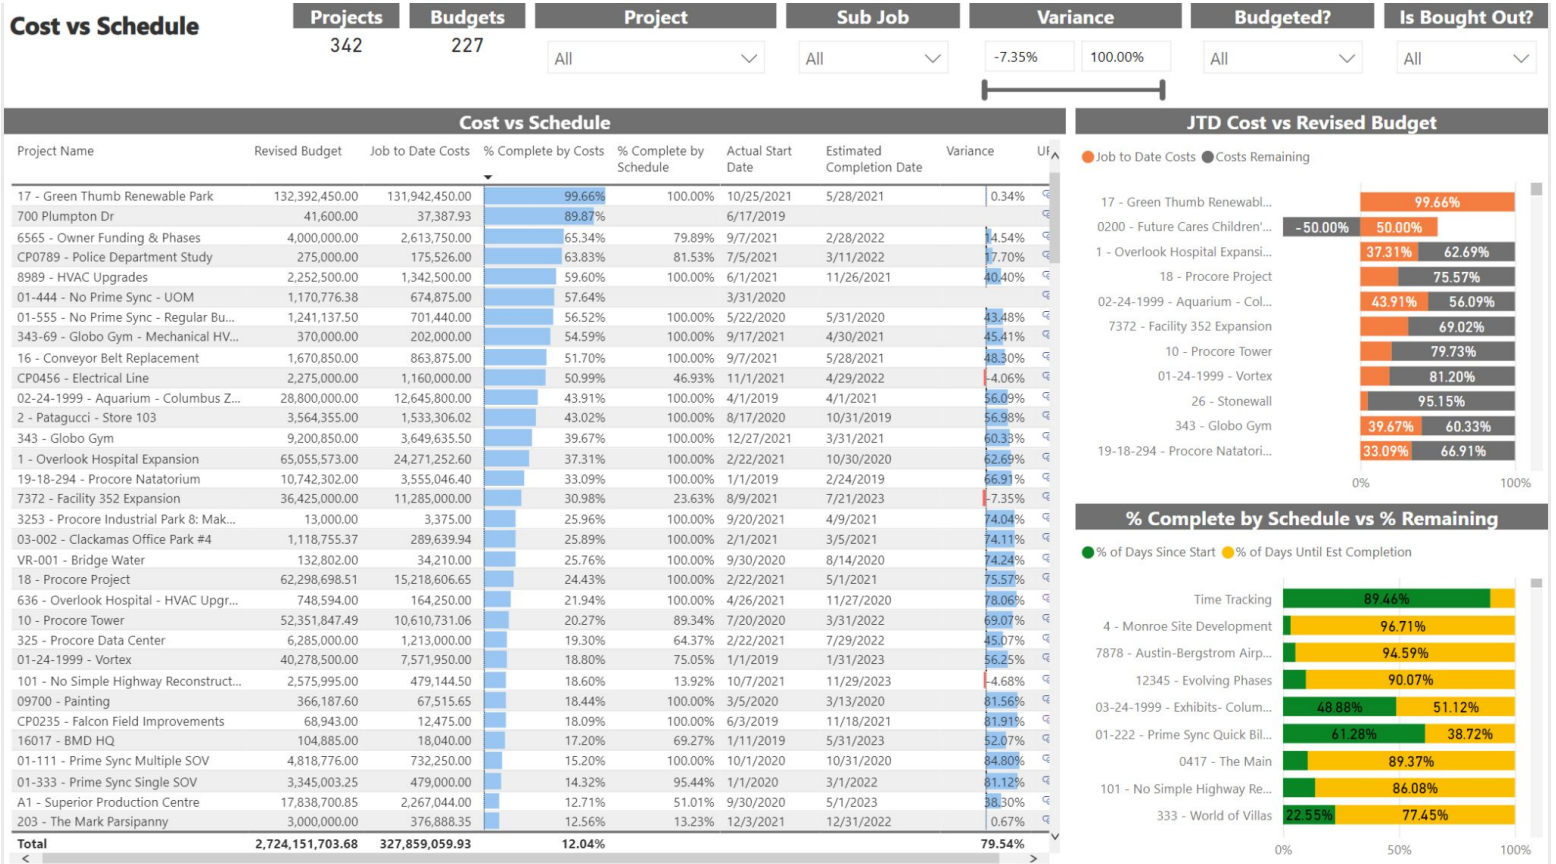 Cost vs Schedule
Projects
342
Budgets
227
Project
All
Sub Job
All
Variance
-7.35% 100.00%
Budgeted?
All
Is Bought Out?
All
Cost vs Schedule
Project Name Revised Budget Job to Date Costs % Complete by Costs % Complete by Schedule Actual Start Date Estimated Completion Date Variance
17 - Green Thumb Renewable Park 132,392,450.00 131,942,450.00 99.66% 100.00% 10/25/2021 5/28/2021 0.34%
700 Plumpton Dr 41,600.00 37,387.93 89.87% 6/17/2019
6565 - Owner Funding & Phases 4,000,000.00 2,613,750.00 65.34% 79.89% 9/7/2021 2/28/2022 14.54%
CP0789 - Police Department Study 275,000.00 175,526.00 63.83% 81.53% 7/5/2021 3/11/2022 17.70%
8989 - HVAC Upgrades 2,252,500.00 1,342,500.00 59.60% 100.00% 6/1/2021 11/26/2021 40.40%
01-444 - No Prime Sync - UOM 1,170,776.38 674,875.00 57.64% 3/31/2020
01-555 - No Prime Sync - Regular Bu... 1,241,137.50 701,440.00 56.52% 100.00% 5/22/2020 5/31/2020 43.48%
343-69 - Globo Gym - Mechanical HV... 370,000.00 202,000.00 54.59% 100.00% 9/17/2021 4/30/2021 45.41%
16 - Conveyor Belt Replacement 1,670,850.00 863,875.00 51.70% 100.00% 9/7/2021 5/28/2021 48.30%
CP0456 - Electrical Line 2,275,000.00 1,160,000.00 50.99% 46.93% 11/1/2021 4/29/2022 -4.06%
02-24-1999 - Aquarium - Columbus Z... 28,800,000.00 12,645,800.00 43.91% 100.00% 4/1/2019 4/1/2021 56.09%
2 - Patagucci - Store 103 3,564,355.00 1,533,306.02 43.02% 100.00% 8/17/2020 10/31/2019 56.98%
343 - Globo Gym 9,200,850.00 3,649,635.50 39.67% 100.00% 12/27/2021 3/31/2021 60.33%
1 - Overlook Hospital Expansion 65,055,573.00 24,271,252.60 37.31% 100.00% 2/22/2021 10/30/2020 62.69%
19-18-294 - Procore Natatorium 10,742,302.00 3,555,046.40 33.09% 100.00% 1/1/2019 2/24/2019 66.91%
7372 - Facility 352 Expansion 36,425,000.00 11,285,000.00 30.98% 23.63% 8/9/2021 7/21/2023 -7.35%
3253 - Procore Industrial Park 8: Mak... 13,000.00 3,375.00 25.96% 100.00% 9/20/2021 4/9/2021 74.04%
03-002 - Clackamas Office Park #4 1,118,755.37 289,639.94 25.89% 100.00% 2/1/2021 3/5/2021 74.11%
VR-001 - Bridge Water 132,802.00 34,210.00 25.76% 100.00% 9/30/2020 8/14/2020 74.24%
18 - Procore Project 62,298,698.51 15,218,606.65 24.43% 100.00% 2/22/2021 5/1/2021 75.57%
636 - Overlook Hospital - HVAC Upgr... 748,594.00 164,250.00 21.94% 100.00% 4/26/2021 11/27/2020 78.06%
10 - Procore Tower 52,351,847.49 10,610,731.06 20.27% 89.34% 7/20/2020 3/31/2022 69.07%
325 - Procore Data Center 6,285,000.00 1,213,000.00 19.30% 64.37% 2/22/2021 7/29/2022 45.07%
01-24-1999 - Vortex 40,278,500.00 7,571,950.00 18.80% 75.05% 1/1/2019 1/31/2023 56.25%
101 - No Simple Highway Reconstruct... 2,575,995.00 479,144.50 18.60% 13.92% 10/7/2021 11/29/2023 -4.68%
09700 - Painting 366,187.60 67,515.65 18.44% 100.00% 3/5/2020 3/13/2020 81.56%
CP0235 - Falcon Field Improvements 68,943.00 12,475.00 18.09% 100.00% 6/3/2019 11/18/2021 81.91%
16017 - BMD HQ 104,885.00 18,040.00 17.20% 69.27% 1/11/2019 5/31/2023 52.07%
01-111 - Prime Sync Multiple SOV 4,818,776.00 732,250.00 15.20% 100.00% 10/1/2020 10/31/2020 84.80%
01-333 - Prime Sync Single SOV 3,345,003.25 479,000.00 14.32% 95.44% 1/1/2020 3/1/2022 81.12%
A1 - Superior Production Centre 17,838,700.85 2,267,044.00 12.71% 51.01% 9/30/2020 5/1/2023 38.30%
203 - The Mark Parsipanny 3,000,000.00 376,888.35 12.56% 13.23% 12/3/2021 12/31/2022 0.67%
Total 2,724,151,703.68 327,859,059.93 12.04% 79.54%
JTD Cost vs Revised Budget
Job to Date Costs Costs Remaining
17 - Green Thumb Renewabl... 99.66%
0200 - Future Cares Children'... -50.00% 50.00%
1 - Overlook Hospital Expansi... 37.31% 62.69%
18 - Procore Project 75.57%
02-24-1999 - Aquarium - Col... 43.91% 56.09%
7372 - Facility 352 Expansion 69.02%
10 - Procore Tower 79.73%
01-24-1999 - Vortex 81.20%
26 - Stonewall 95.15%
343 - Globo Gym 39.67% 60.33%
19-18-294 - Procore Natatori... 33.09% 66.91%
0% 100%
% Complete by Schedule vs % Remaining
% of Days Since Start % of Days Until Est Completion
Time Tracking 89.46%
4 - Monroe Site Development 96.71%
7878 - Austin-Bergstrom Airp... 94.59%
12345 - Evolving Phases 90.07%
03-24-1999 - Exhibits- Colum... 48.88% 51.12%
01-222 - Prime Sync Quick Bil... 61.28% 38.72%
0417 - The Main 89.37%
101 - No Simple Highway Re... 86.08%
333 - World of Villas 22.55% 77.45%
0% 50% 100%